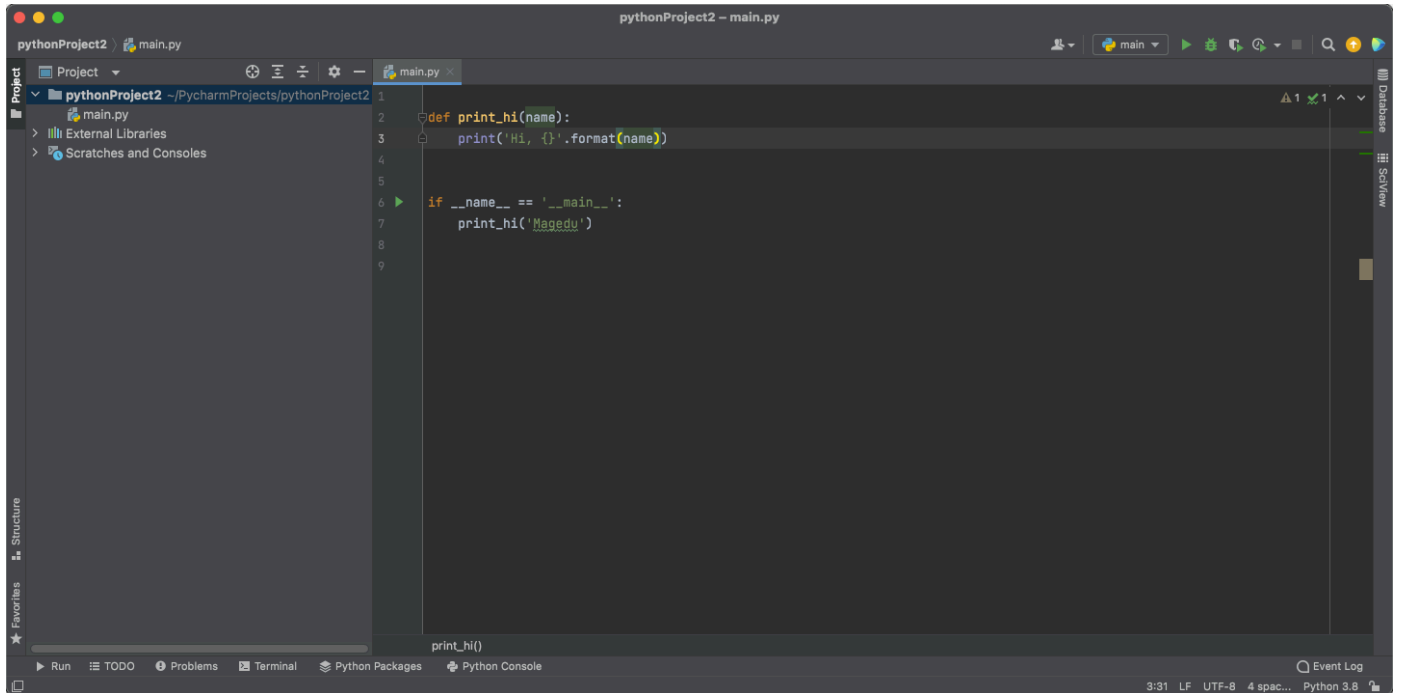 pythonProject2 – main.py
pythonProject2 main.py
main
Project
main.py
Project
pythonProject2 ~/PycharmProjects/pythonProject2
main.py
External Libraries
Scratches and Consoles
1
2 def print_hi(name):
3 print('Hi, {}'.format(name))
4
5
6 if __name__ == '__main__':
7 print_hi('Magedu')
8
9
1 1
Database
SciView
Structure
Favorites
print_hi()
Run TODO Problems Terminal Python Packages Python Console Event Log
3:31 LF UTF-8 4 spac... Python 3.8